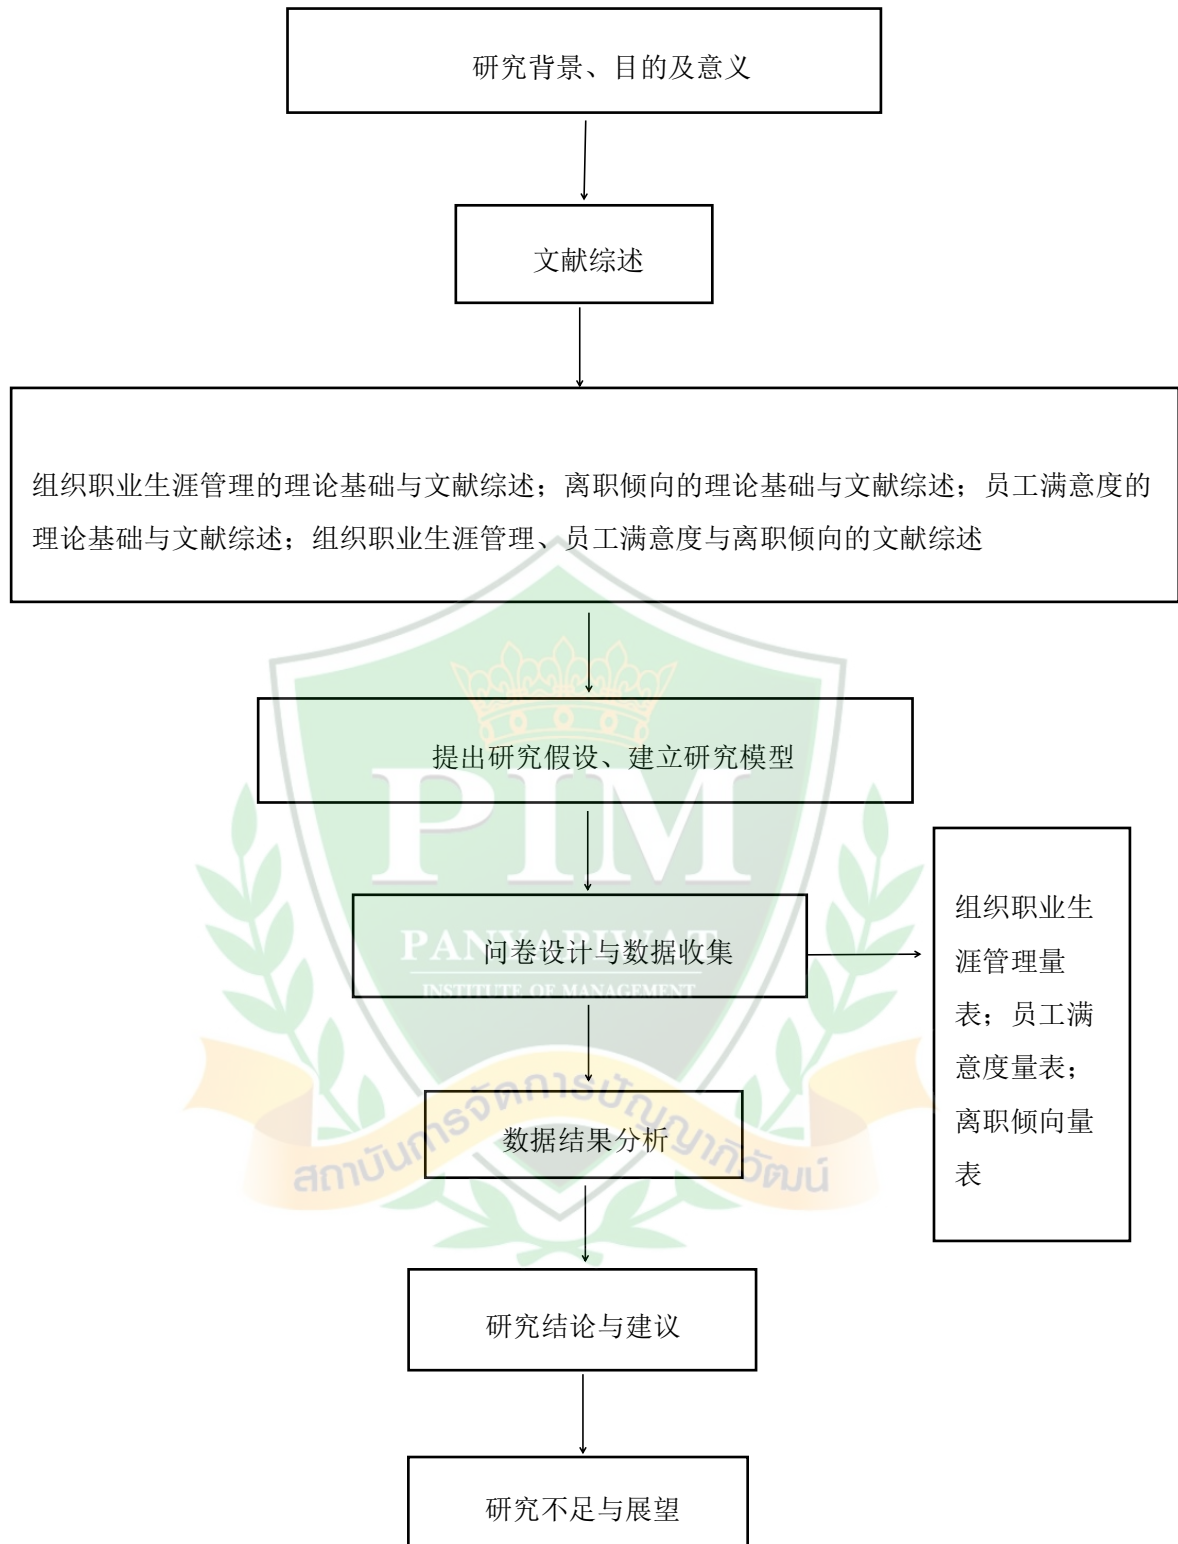 研究背景、目的及意义
文献综述
组织职业生涯管理的理论基础与文献综述；离职倾向的理论基础与文献综述；员工满意度的
理论基础与文献综述；组织职业生涯管理、员工满意度与离职倾向的文献综述
提出研究假设、建立研究模型
PIM
问卷设计与数据收集
PANYAPIWAT
INSTITUTE OF MANAGEMENT
组织职业生
涯管理量
表；员工满
意度量表；
离职倾向量
表
数据结果分析
สถาบันการจัดการปัญญาภิวัฒน์
研究结论与建议
研究不足与展望